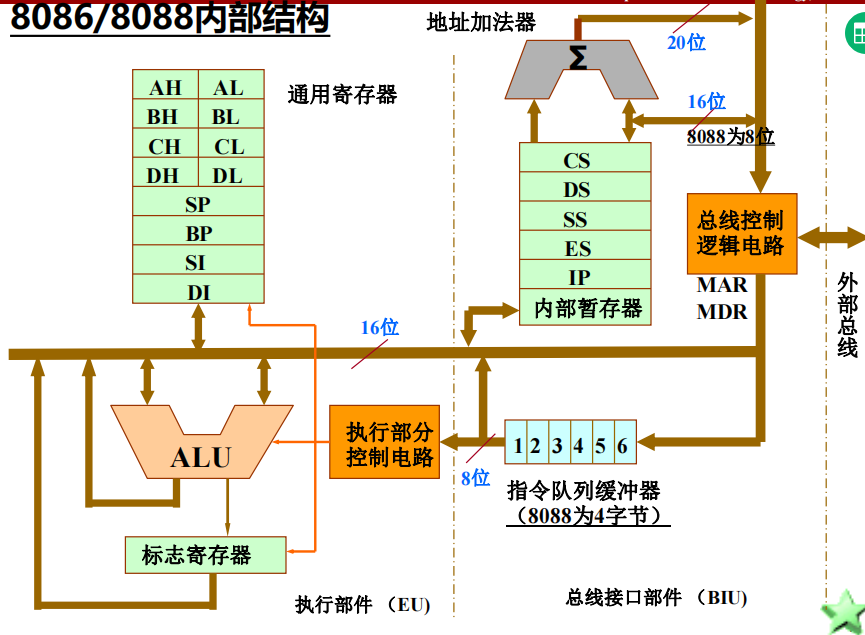 8086/8088内部结构
地址加法器
Σ
20位
16位
8088为8位
通用寄存器
AH AL
BH BL
CH CL
DH DL
SP
BP
SI
DI
CS
DS
SS
ES
IP
内部暂存器
总线控制
逻辑电路
MAR
MDR
外部总线
16位
ALU
执行部分
控制电路
8位
1 2 3 4 5 6
指令队列缓冲器
（8088为4字节）
标志寄存器
执行部件 （EU)
总线接口部件 （BIU)